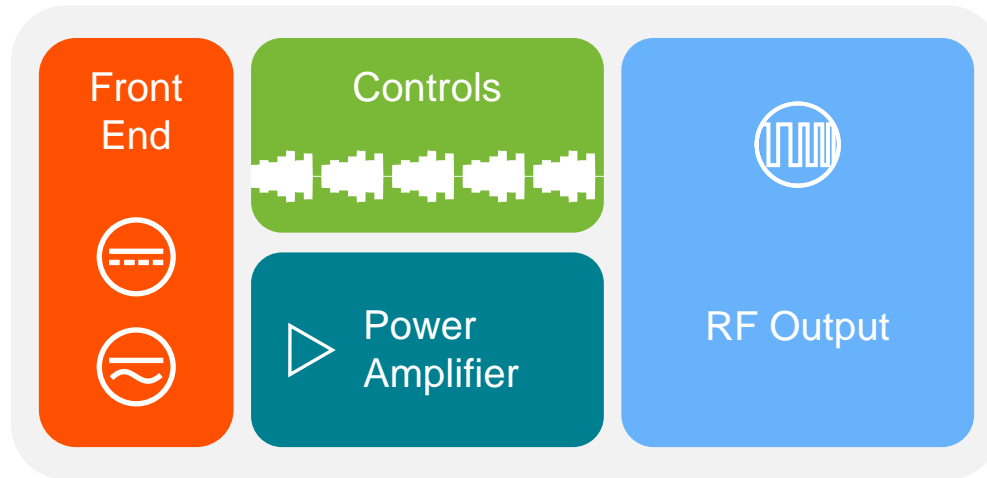 Front
End
Controls
Power
Amplifier
RF Output